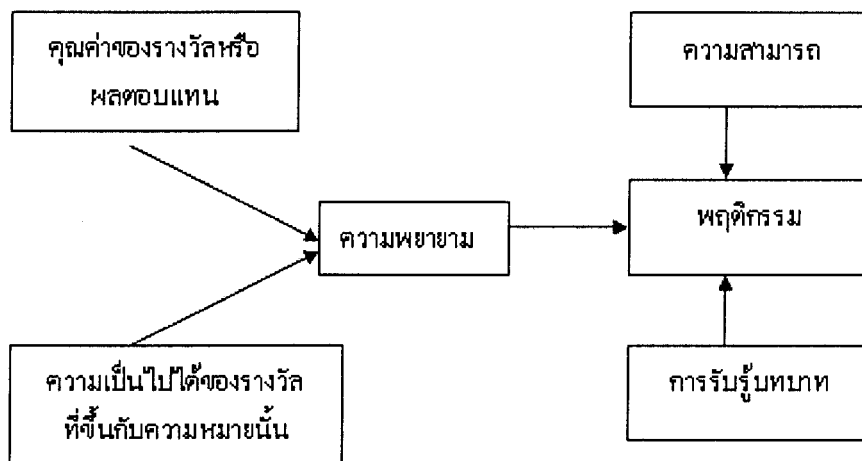 คุณค่าของรางวัลหรือ
ผลตอบแทน
ความสามารถ
ความพยายาม
พฤติกรรม
ความเป็นไปได้ของรางวัล
ที่ขึ้นกับความหมายนั้น
การรับรู้บทบาท